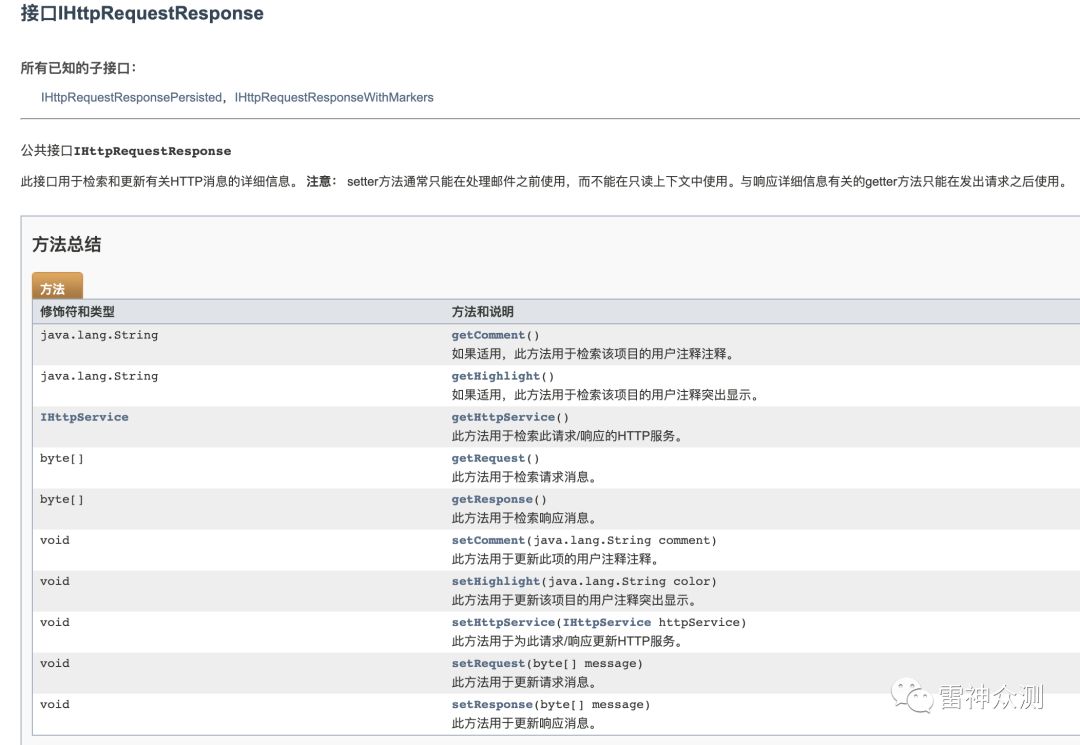 接口IHttpRequestResponse
所有已知的子接口：
IHttpRequestResponsePersisted，IHttpRequestResponseWithMarkers
公共接口IHttpRequestResponse
此接口用于检索和更新有关HTTP消息的详细信息。 注意： setter方法通常只能在处理邮件之前使用，而不能在只读上下文中使用。与响应详细信息有关的getter方法只能在发出请求之后使用。
方法总结
方法
修饰符和类型 方法和说明
java.lang.String getComment()
如果适用，此方法用于检索该项目的用户注释注释。
java.lang.String getHighlight()
如果适用，此方法用于检索该项目的用户注释突出显示。
IHttpService getHttpService()
此方法用于检索此请求/响应的HTTP服务。
byte[] getRequest()
此方法用于检索请求消息。
byte[] getResponse()
此方法用于检索响应消息。
void setComment(java.lang.String comment)
此方法用于更新此项的用户注释注释。
void setHighlight(java.lang.String color)
此方法用于更新该项目的用户注释突出显示。
void setHttpService(IHttpService httpService)
此方法用于为此请求/响应更新HTTP服务。
void setRequest(byte[] message)
此方法用于更新请求消息。
void setResponse(byte[] message)
此方法用于更新响应消息。
雷神众测